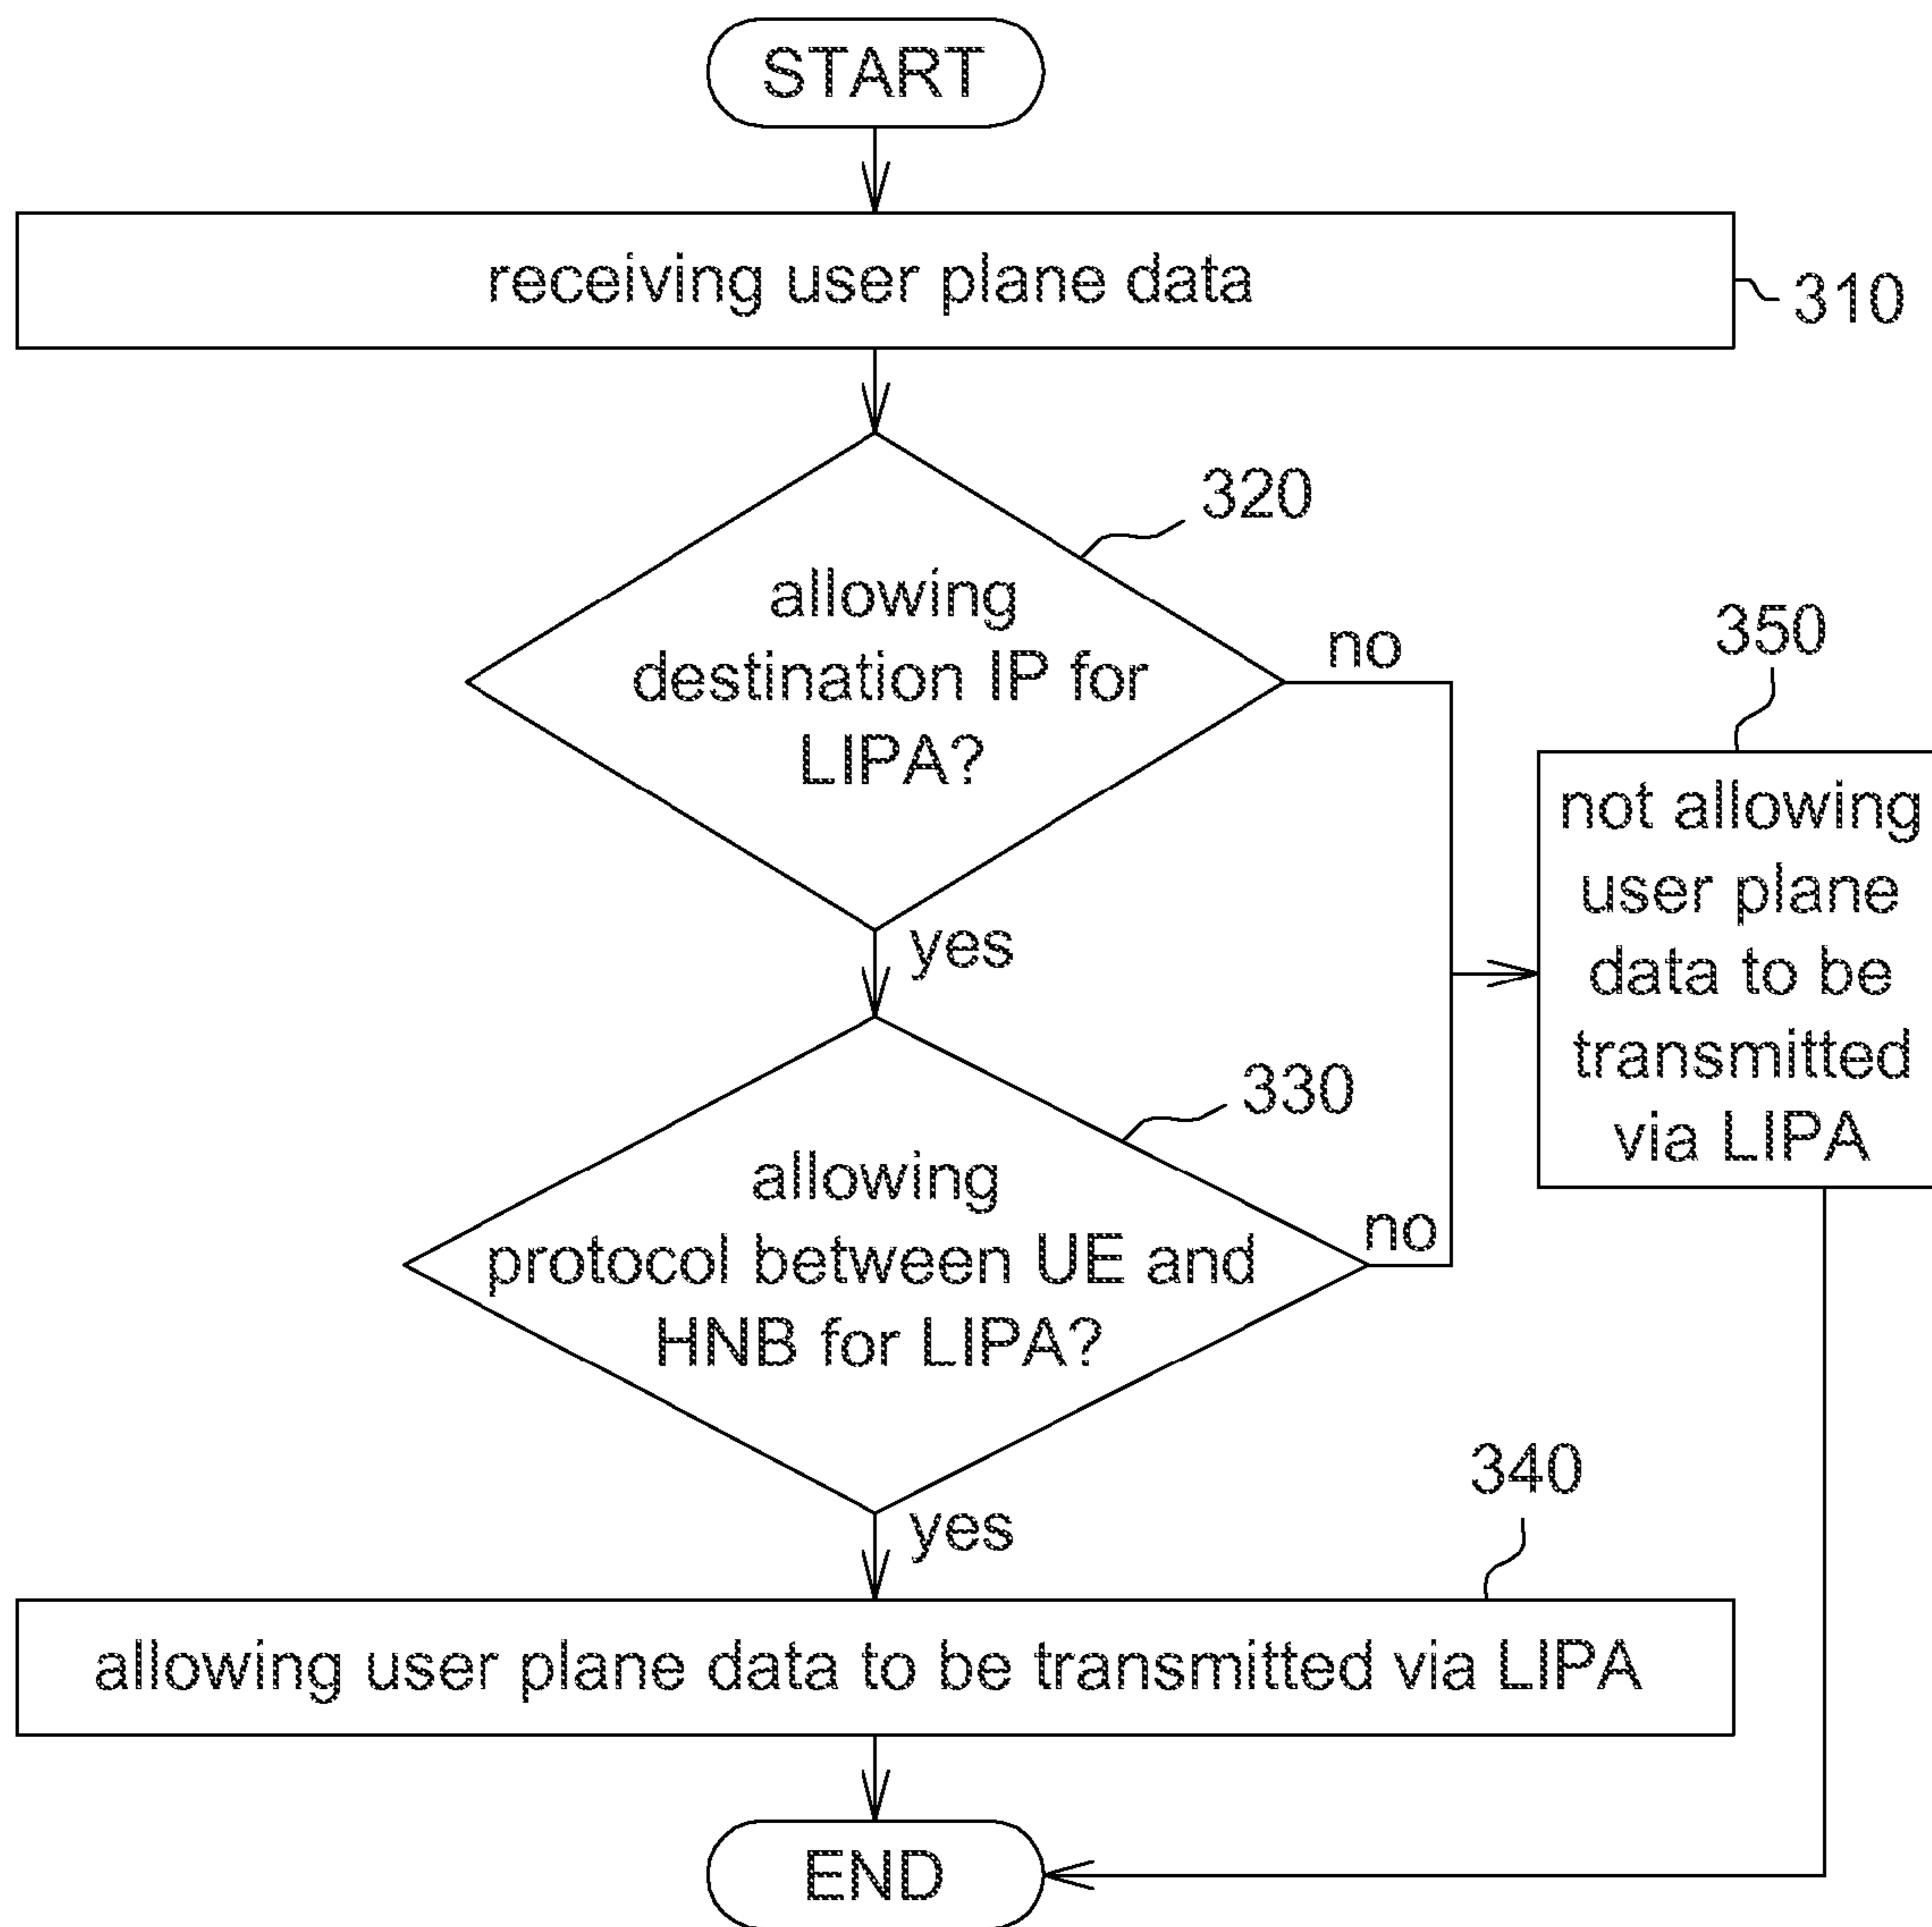 START
receiving user plane data
310
320
allowing
destination IP for
LIPA?
no
yes
350
not allowing
user plane
data to be
transmitted
via LIPA
330
allowing
protocol between UE and
HNB for LIPA?
no
yes
340
allowing user plane data to be transmitted via LIPA
END